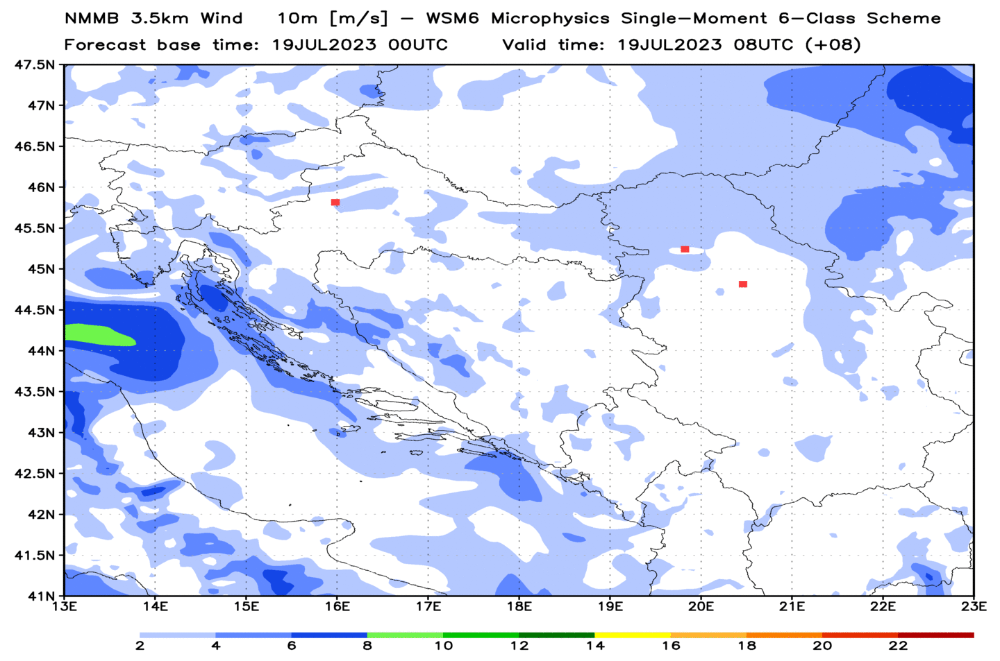 NMMB 3.5km Wind 10m [m/s] – WSM6 Microphysics Single–Moment 6–Class Scheme
Forecast base time: 19JUL2023 00UTC Valid time: 19JUL2023 08UTC (+08)
47.5N
47N
46.5N
46N
45.5N
45N
44.5N
44N
43.5N
43N
42.5N
42N
41.5N
41N
13E 14E 15E 16E 17E 18E 19E 20E 21E 22E 23E
2 4 6 8 10 12 14 16 18 20 22